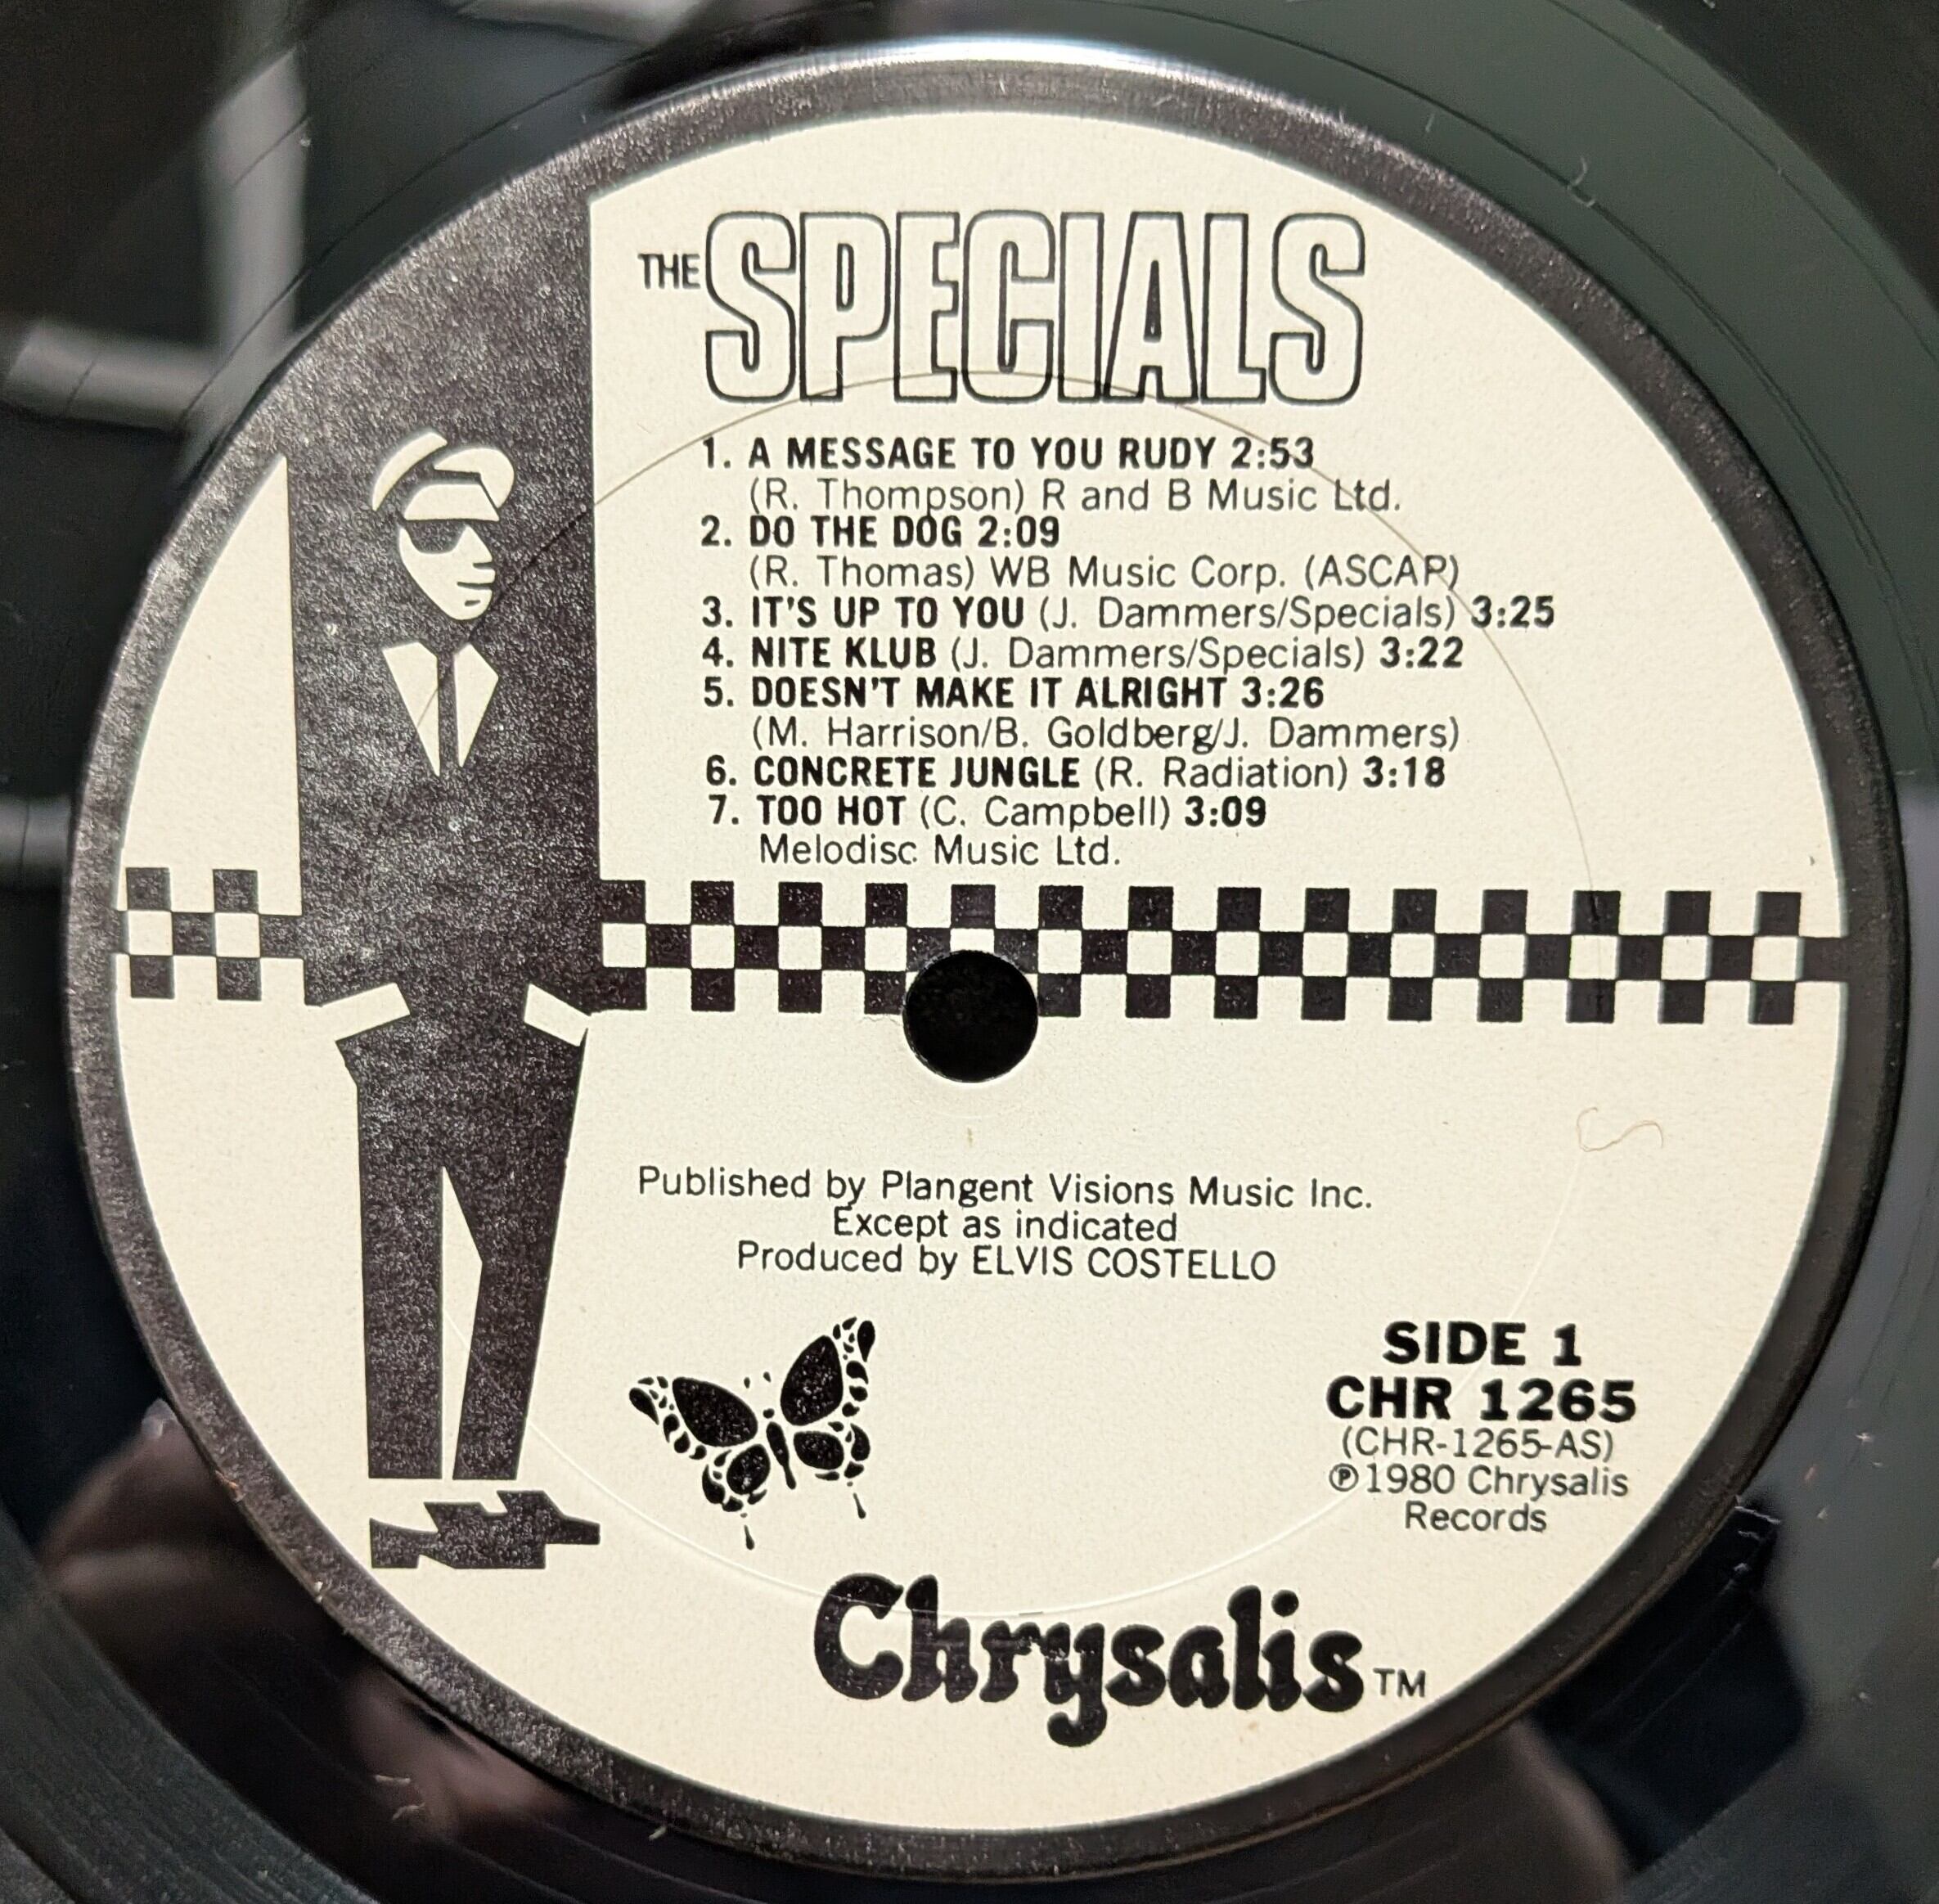 THE SPECIALS
1. A MESSAGE TO YOU RUDY 2:53
(R. Thompson) R and B Music Ltd.
2. DO THE DOG 2:09
(R. Thomas) WB Music Corp. (ASCAP)
3. IT'S UP TO YOU (J. Dammers/Specials) 3:25
4. NITE KLUB (J. Dammers/Specials) 3:22
5. DOESN'T MAKE IT ALRIGHT 3:26
(M. Harrison/B. Goldberg/J. Dammers)
6. CONCRETE JUNGLE (R. Radiation) 3:18
7. TOO HOT (C. Campbell) 3:09
Melodisc Music Ltd.
Published by Plangent Visions Music Inc.
Except as indicated
Produced by ELVIS COSTELLO
SIDE 1
CHR 1265
(CHR-1265-AS)
℗1980 Chrysalis
Records
Chrysalis TM